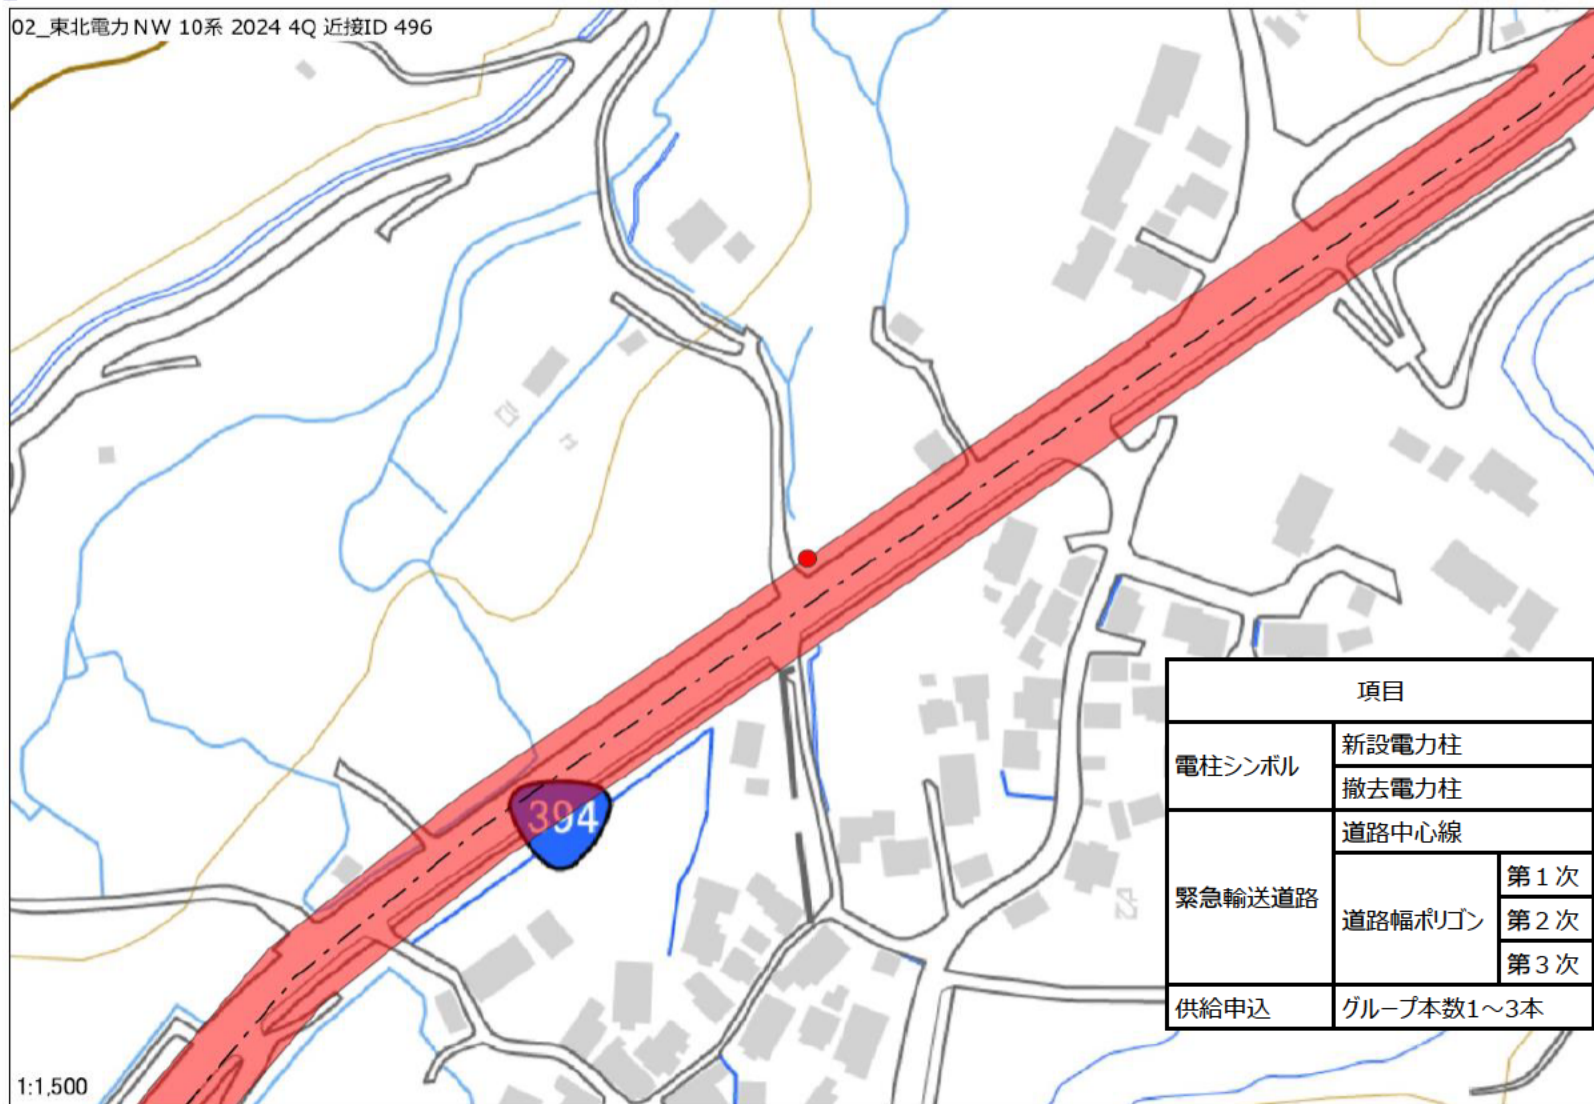 02_東北電力NW 10系 2024 4Q 近接ID 496
394
項目
電柱シンボル
新設電力柱
撤去電力柱
緊急輸送道路
道路中心線
道路幅ポリゴン
第1次
第2次
第3次
供給申込
グループ本数1～3本
1:1,500